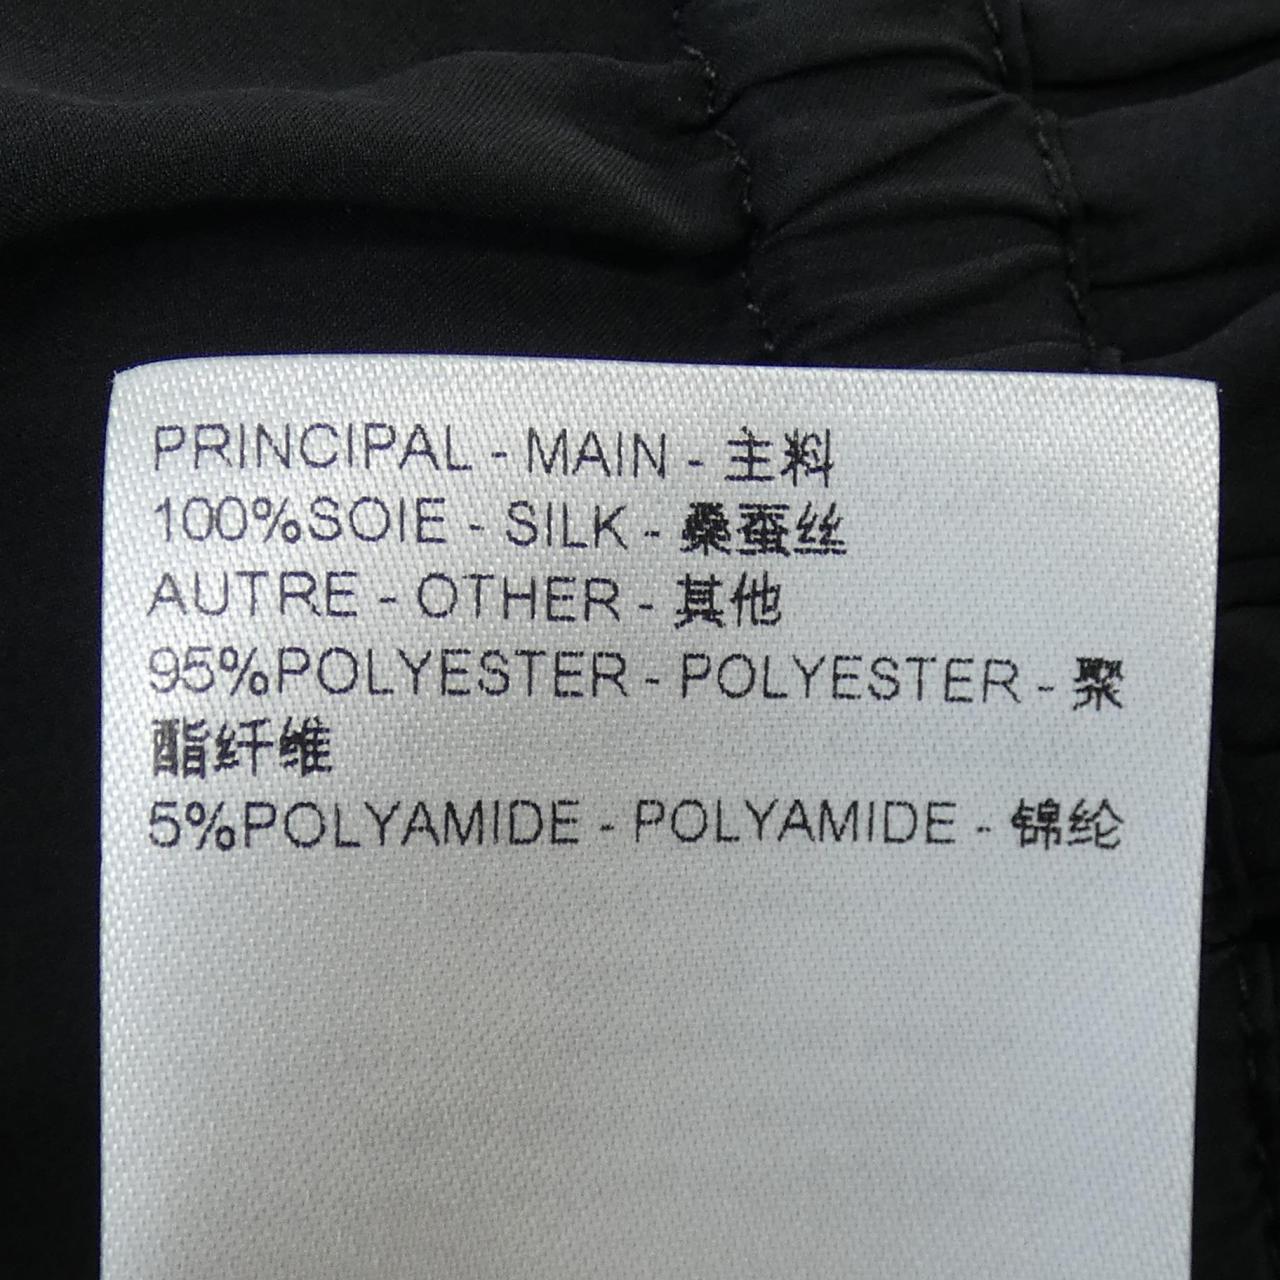 PRINCIPAL - MAIN - 主料
100%SOIE - SILK - 桑蚕丝
AUTRE - OTHER - 其他
95%POLYESTER - POLYESTER - 聚
酯纤维
5%POLYAMIDE - POLYAMIDE - 锦纶